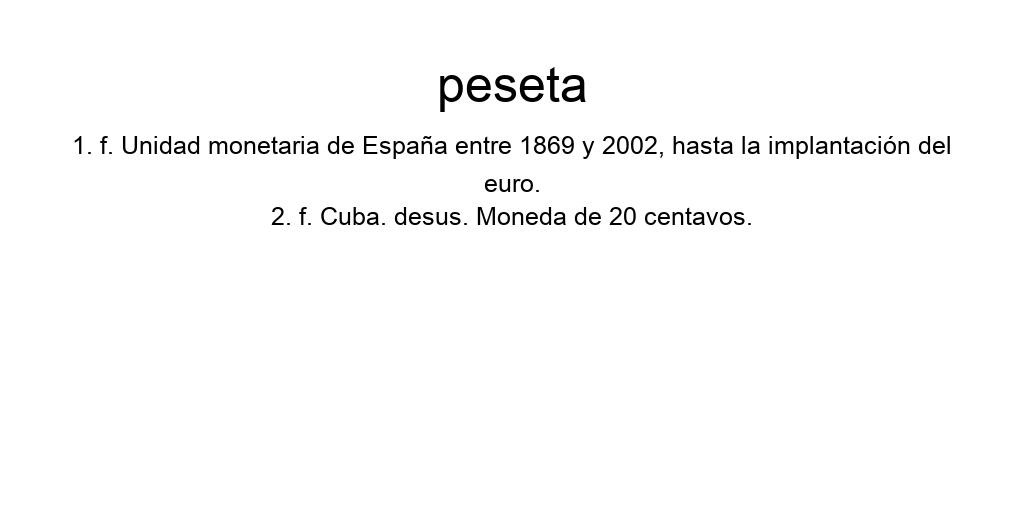 peseta
1. f. Unidad monetaria de España entre 1869 y 2002, hasta la implantación del
euro.
2. f. Cuba. desus. Moneda de 20 centavos.